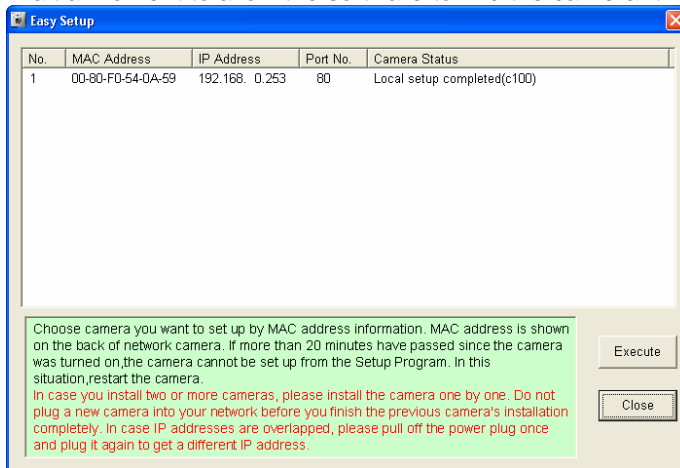 Easy Setup
No. MAC Address IP Address Port No. Camera Status
1 00-80-F0-54-0A-59 192.168. 0.253 80 Local setup completed(c100)
Choose camera you want to set up by MAC address information. MAC address is shown
on the back of network camera. If more than 20 minutes have passed since the camera
was turned on,the camera cannot be set up from the Setup Program. In this
situation,restart the camera.
In case you install two or more cameras, please install the camera one by one. Do not
plug a new camera into your network before you finish the previous camera's installation
completely. In case IP addresses are overlapped, please pull off the power plug once
and plug it again to get a different IP address.
Execute
Close